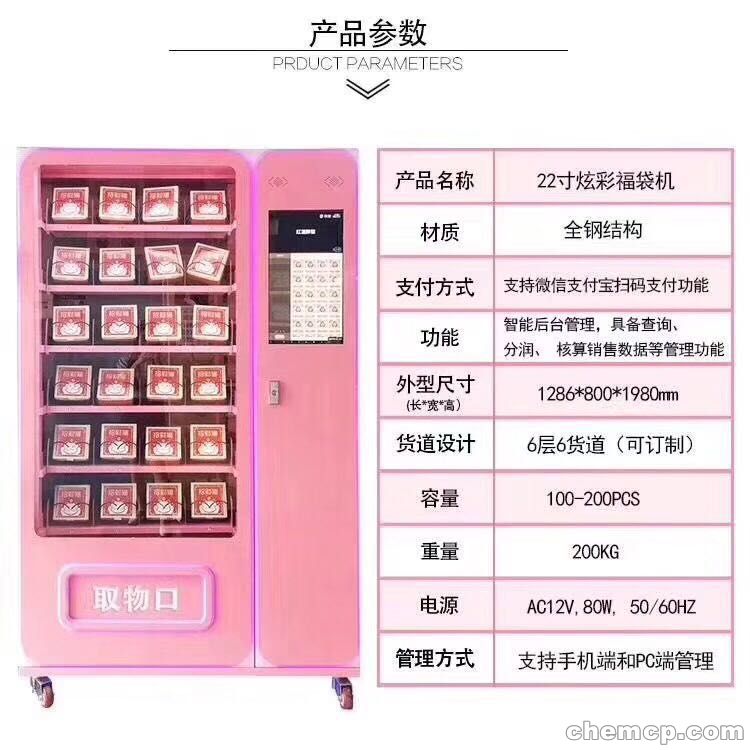 产品参数
PRDUCT PARAMETERS
取物口
产品名称 22寸炫彩福袋机
材质 全钢结构
支付方式 支持微信支付宝扫码支付功能
功能 智能后台管理，具备查询、
分润、 核算销售数据等管理功能
外型尺寸 1286*800*1980mm
(长*宽*高)
货道设计 6层6货道（可订制）
容量 100-200PCS
重量 200KG
电源 AC12V,80W, 50/60HZ
管理方式 支持手机端和PC端管理
chemcp.com